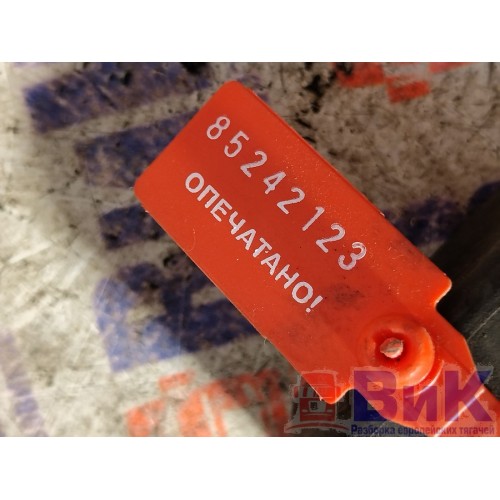 85242123
ОПЕЧАТАНО!
ВиК
Разборка европейских тягачей